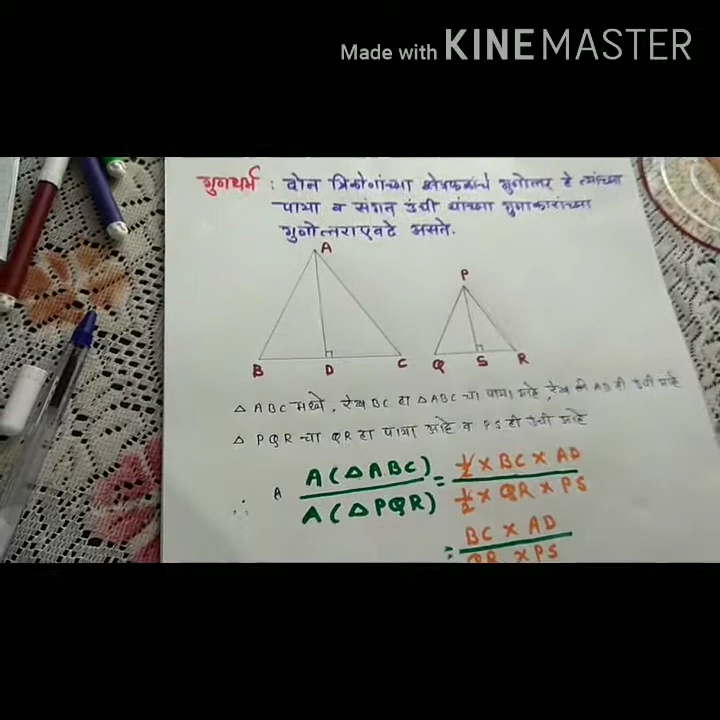 Made with KINEMASTER
गुणधर्म : दोन त्रिकोणांच्या क्षेत्रफळांचे गुणोत्तर हे त्यांच्या
पाया व संगत उंची यांच्या गुणाकारांच्या
गुणोत्तराएवढे असते.
A
P
B D C Q S R
△ ABC मध्ये, रेख BC हा △ABC चा पाया आहे, रेख AD ही उंची आहे
△ PQR चा QR हा पाया आहे व PS ही उंची आहे
∴ A A(△ABC) / A(△PQR) = ½ × BC × AD / ½ × QR × PS
= BC × AD / QR × PS